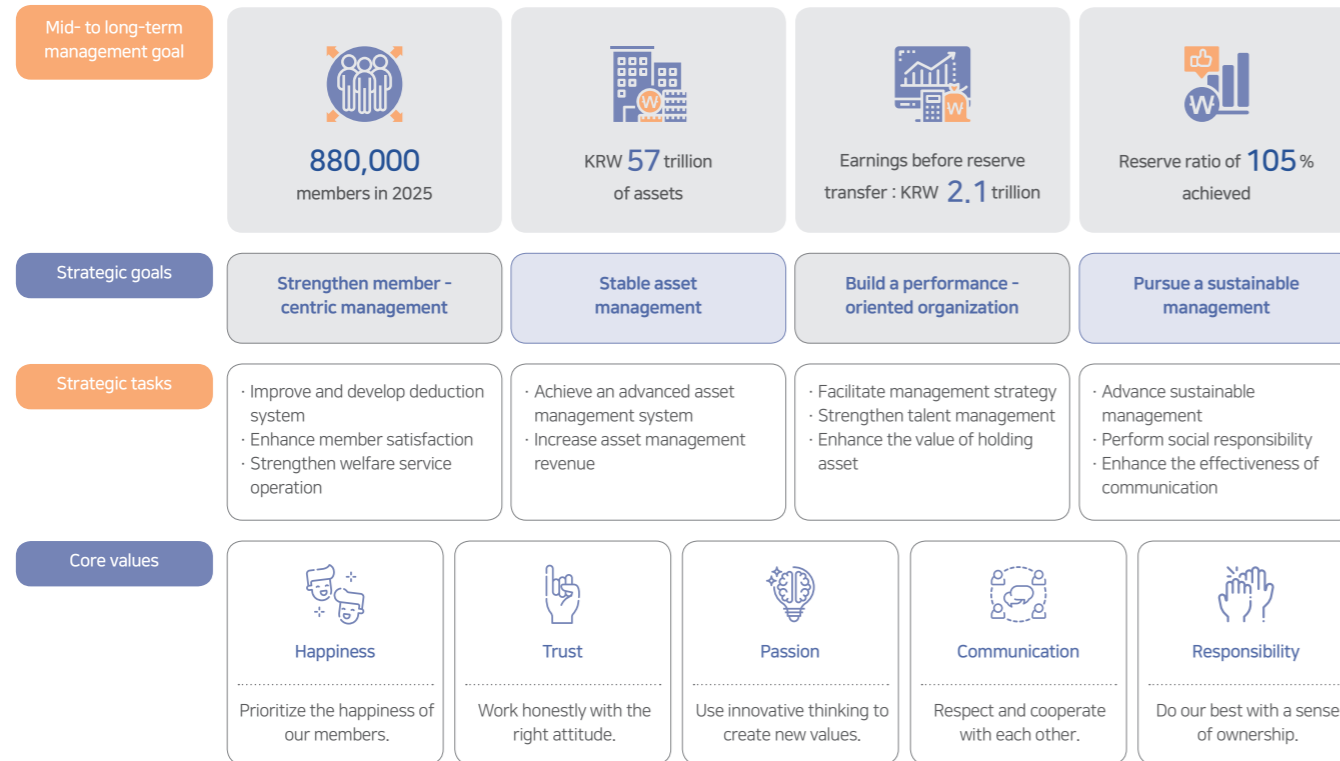 Mid- to long-term
management goal
880,000
members in 2025
KRW 57 trillion
of assets
Earnings before reserve
transfer : KRW 2.1 trillion
Reserve ratio of 105 %
achieved
Strategic goals
Strengthen member -
centric management
Stable asset
management
Build a performance -
oriented organization
Pursue a sustainable
management
Strategic tasks
· Improve and develop deduction
system
· Enhance member satisfaction
· Strengthen welfare service
operation
· Achieve an advanced asset
management system
· Increase asset management
revenue
· Facilitate management strategy
· Strengthen talent management
· Enhance the value of holding
asset
· Advance sustainable
management
· Perform social responsibility
· Enhance the effectiveness of
communication
Core values
Happiness
Prioritize the happiness of
our members.
Trust
Work honestly with the
right attitude.
Passion
Use innovative thinking to
create new values.
Communication
Respect and cooperate
with each other.
Responsibility
Do our best with a sense
of ownership.